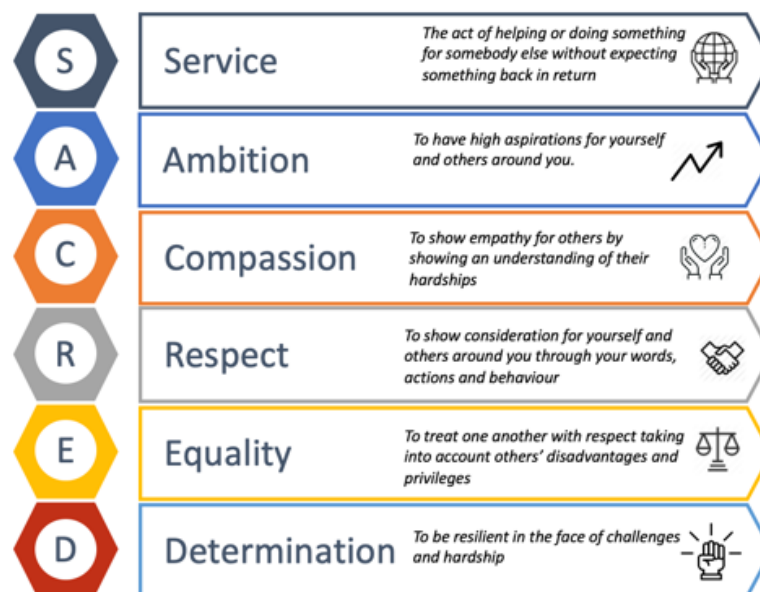 S
Service
The act of helping or doing something
for somebody else without expecting
something back in return
A
Ambition
To have high aspirations for yourself
and others around you.
C
Compassion
To show empathy for others by
showing an understanding of their
hardships
R
Respect
To show consideration for yourself and
others around you through your words,
actions and behaviour
E
Equality
To treat one another with respect taking
into account others' disadvantages and
privileges
D
Determination
To be resilient in the face of challenges
and hardship